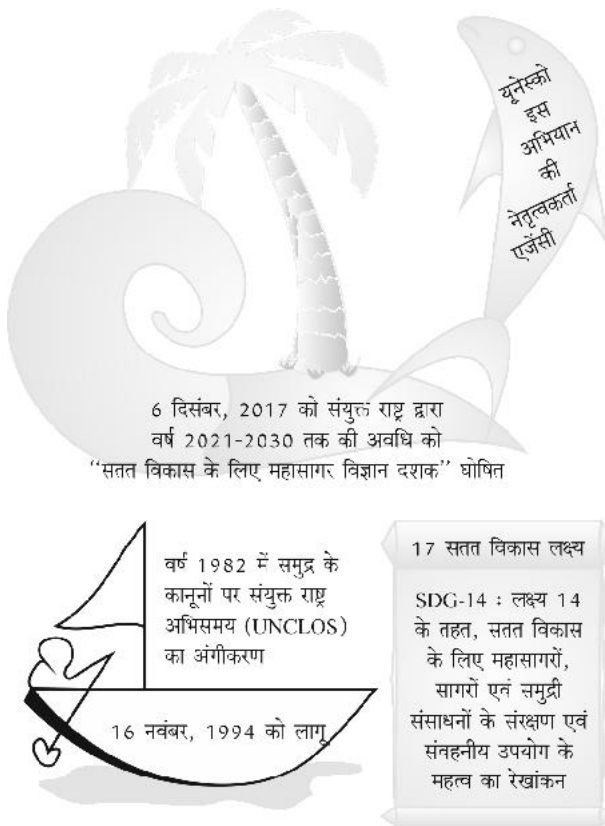 यूनेस्को
इस
अभियान
की
नेतृत्वकर्ता
एजेंसी
6 दिसंबर, 2017 को संयुक्त राष्ट्र द्वारा
वर्ष 2021-2030 तक की अवधि को
“सतत विकास के लिए महासागर विज्ञान दशक” घोषित
वर्ष 1982 में समुद्र के
कानूनों पर संयुक्त राष्ट्र
अभिसमय (UNCLOS)
का अंगीकरण
16 नवंबर, 1994 को लागू
17 सतत विकास लक्ष्य
SDG-14 : लक्ष्य 14
के तहत, सतत विकास
के लिए महासागरों,
सागरों एवं समुद्री
संसाधनों के संरक्षण एवं
संवहनीय उपयोग के
महत्व का रेखांकन